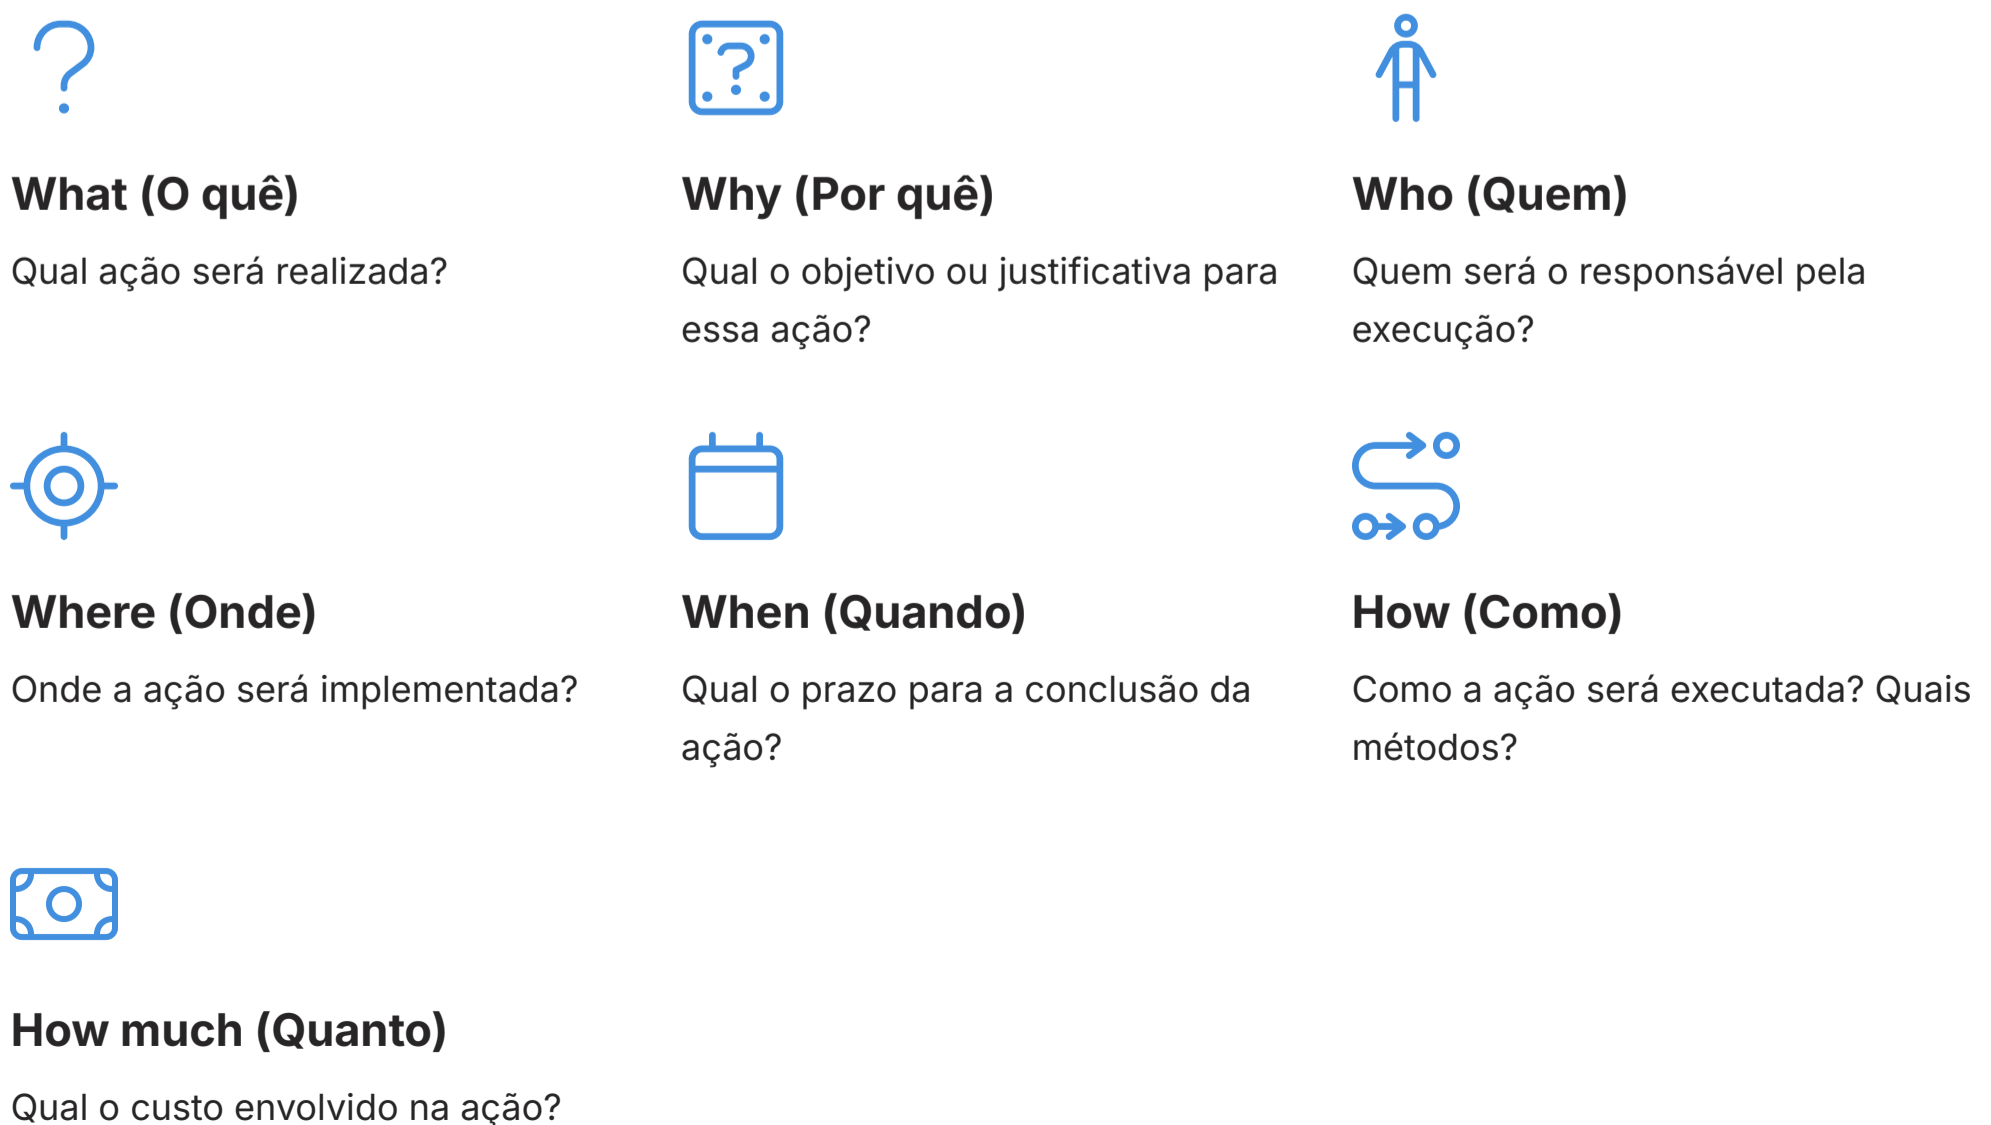 What (O quê)
Qual ação será realizada?
Why (Por quê)
Qual o objetivo ou justificativa para
essa ação?
Who (Quem)
Quem será o responsável pela
execução?
Where (Onde)
Onde a ação será implementada?
When (Quando)
Qual o prazo para a conclusão da
ação?
How (Como)
Como a ação será executada? Quais
métodos?
How much (Quanto)
Qual o custo envolvido na ação?